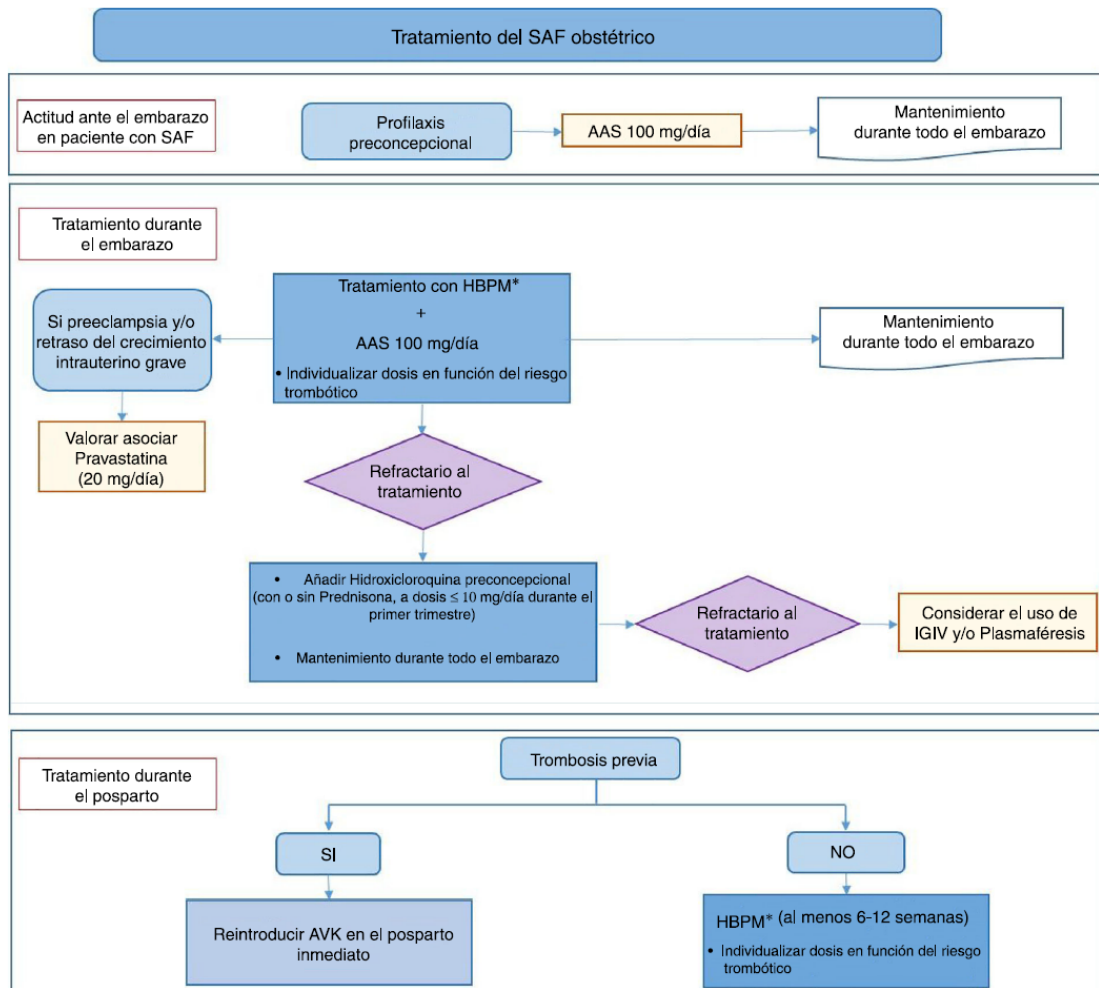 Tratamiento del SAF obstétrico
Actitud ante el embarazo
en paciente con SAF
Profilaxis
preconcepcional
AAS 100 mg/día
Mantenimiento
durante todo el embarazo
Tratamiento durante
el embarazo
Si preeclampsia y/o
retraso del crecimiento
intrauterino grave
Valorar asociar
Pravastatina
(20 mg/día)
Tratamiento con HBPM*
+
AAS 100 mg/día
• Individualizar dosis en función del riesgo
trombótico
Mantenimiento
durante todo el embarazo
Refractario al
tratamiento
• Añadir Hidroxicloroquina preconcepcional
(con o sin Prednisona, a dosis ≤ 10 mg/día durante el
primer trimestre)
• Mantenimiento durante todo el embarazo
Refractario al
tratamiento
Considerar el uso de
IGIV y/o Plasmaféresis
Tratamiento durante
el posparto
Trombosis previa
SI
NO
Reintroducir AVK en el posparto
inmediato
HBPM* (al menos 6-12 semanas)
• Individualizar dosis en función del riesgo
trombótico